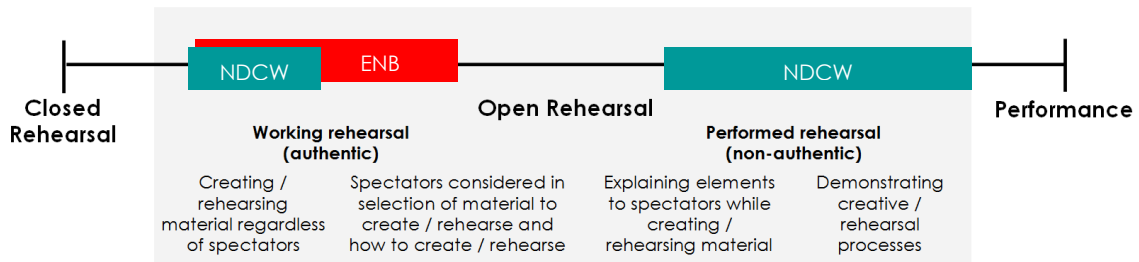 NDCW
ENB
NDCW
Closed
Rehearsal
Open Rehearsal
Performance
Working rehearsal
(authentic)
Performed rehearsal
(non-authentic)
Creating /
rehearsing
material regardless
of spectators
Spectators considered in
selection of material to
create / rehearse and
how to create / rehearse
Explaining elements
to spectators while
creating /
rehearsing material
Demonstrating
creative /
rehearsal
processes